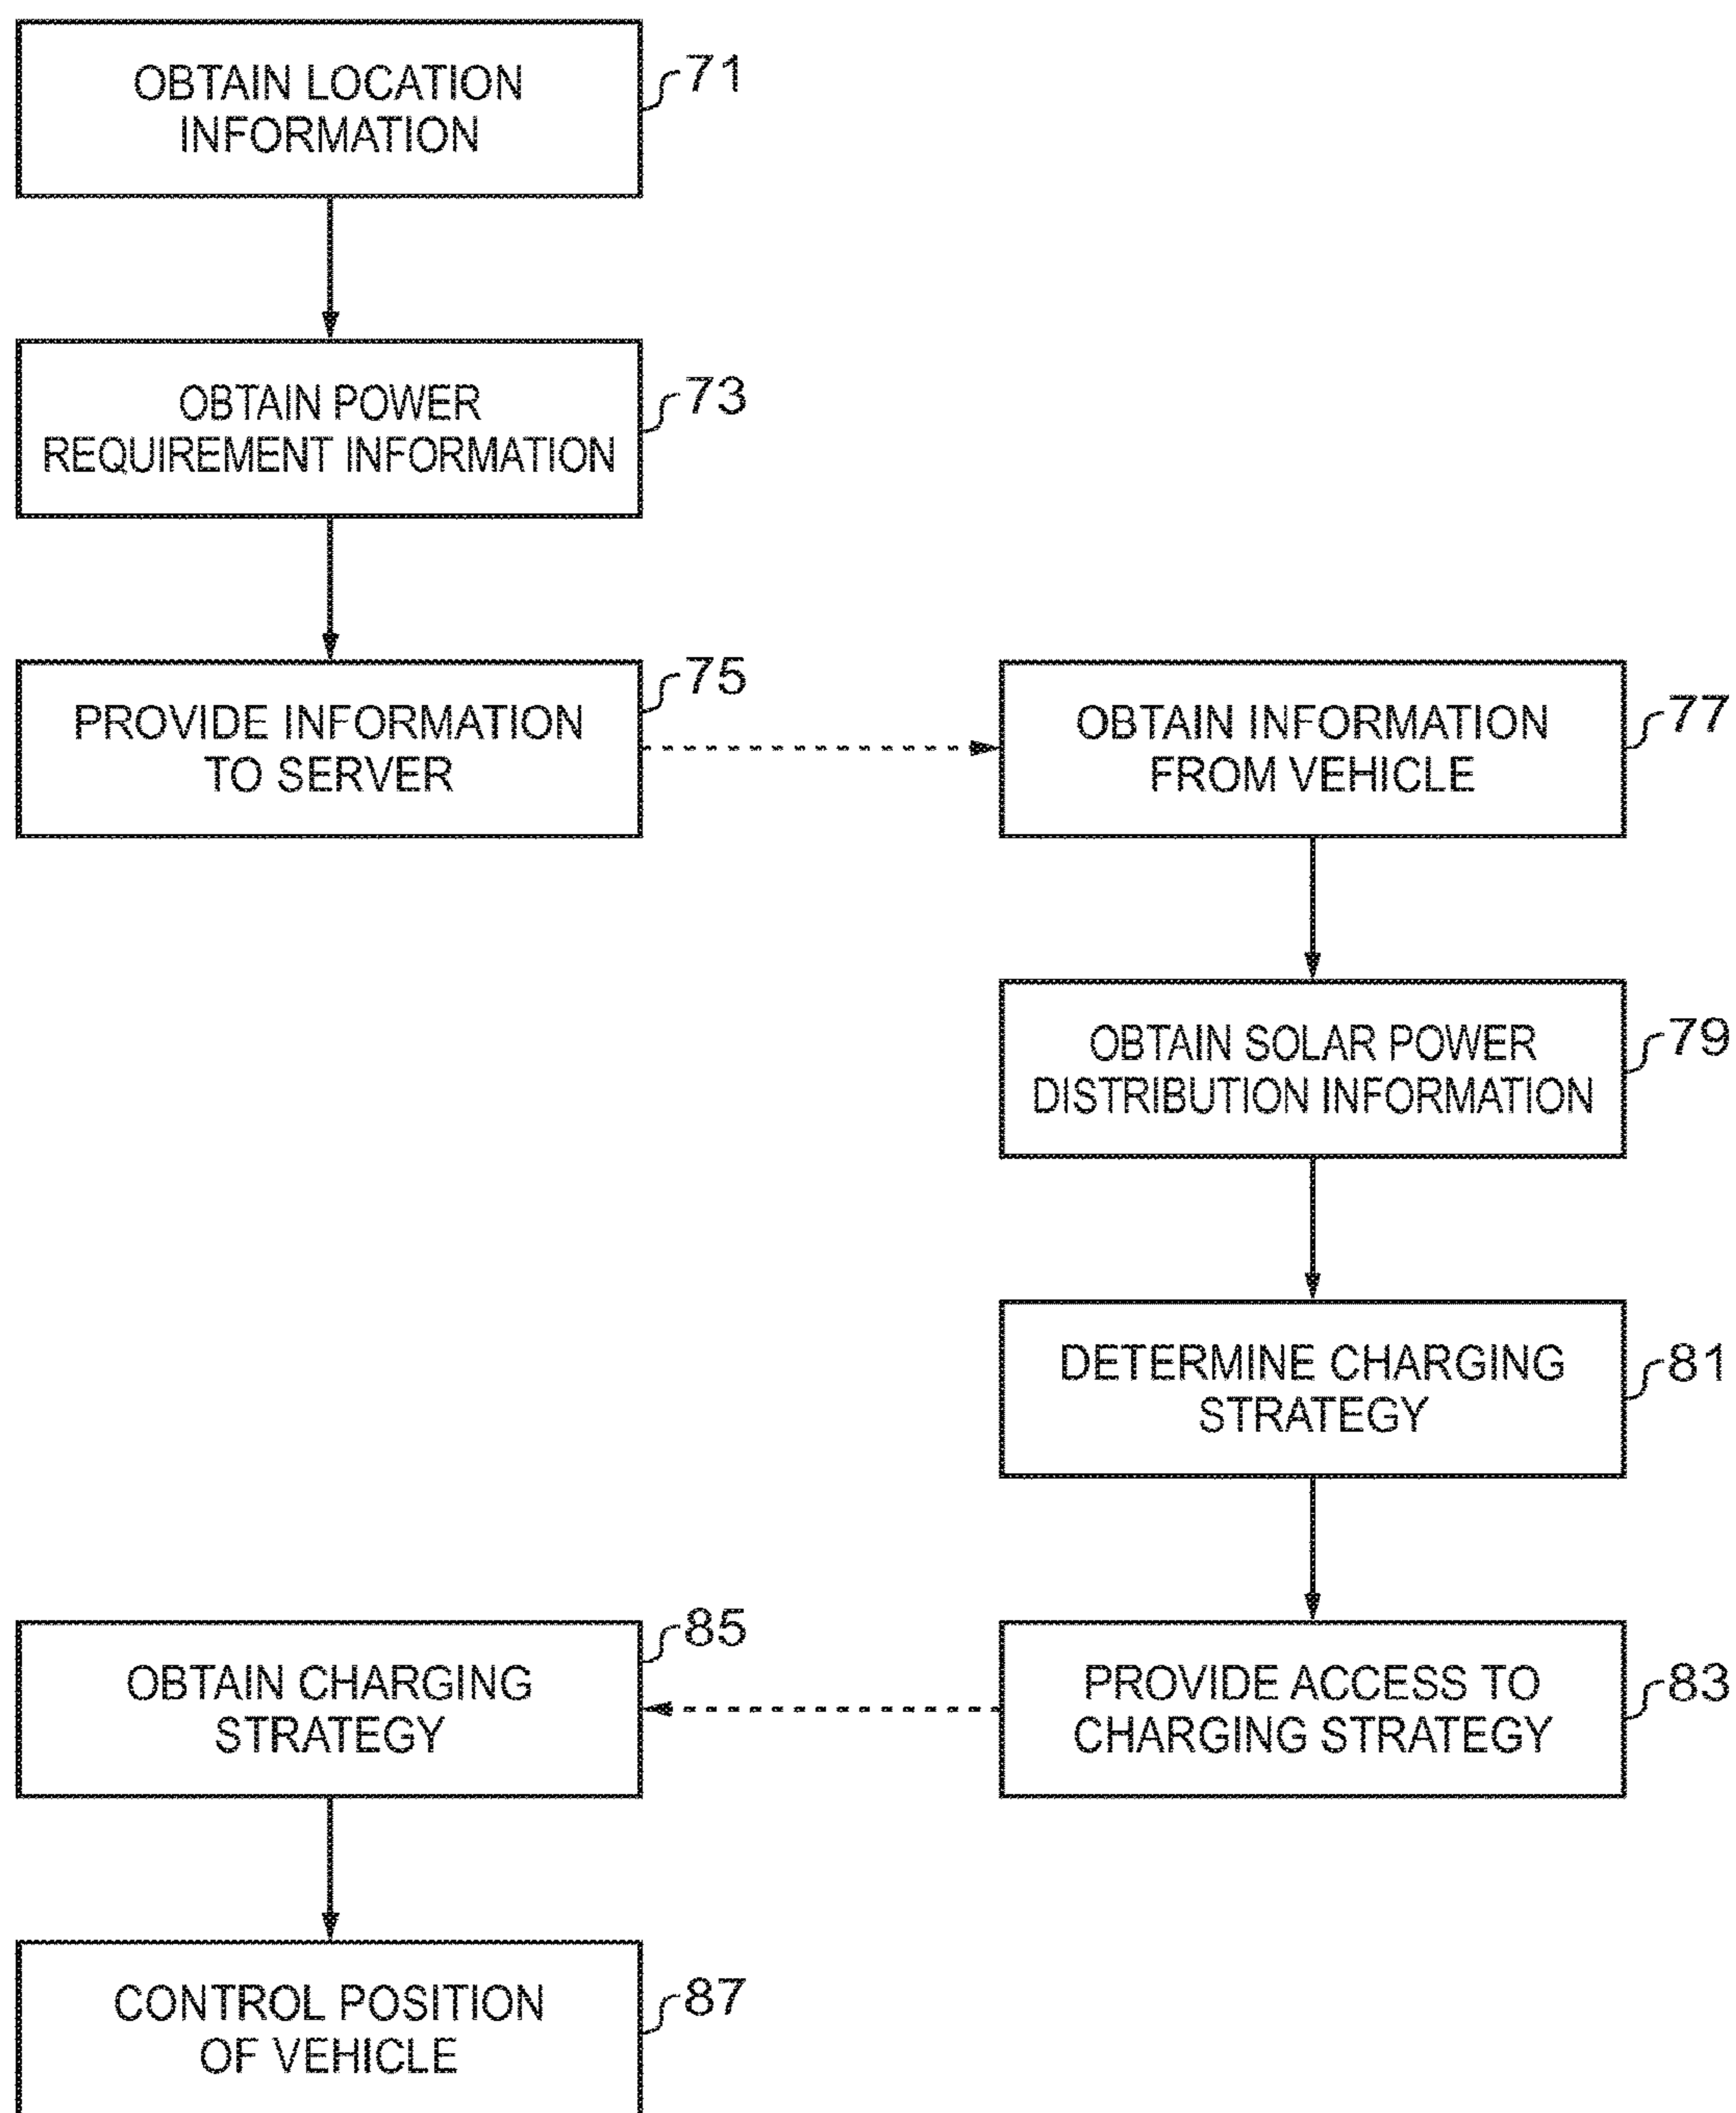 OBTAIN LOCATION
INFORMATION
71
OBTAIN POWER
REQUIREMENT INFORMATION
73
PROVIDE INFORMATION
TO SERVER
75
OBTAIN INFORMATION
FROM VEHICLE
77
OBTAIN SOLAR POWER
DISTRIBUTION INFORMATION
79
DETERMINE CHARGING
STRATEGY
81
PROVIDE ACCESS TO
CHARGING STRATEGY
83
OBTAIN CHARGING
STRATEGY
85
CONTROL POSITION
OF VEHICLE
87